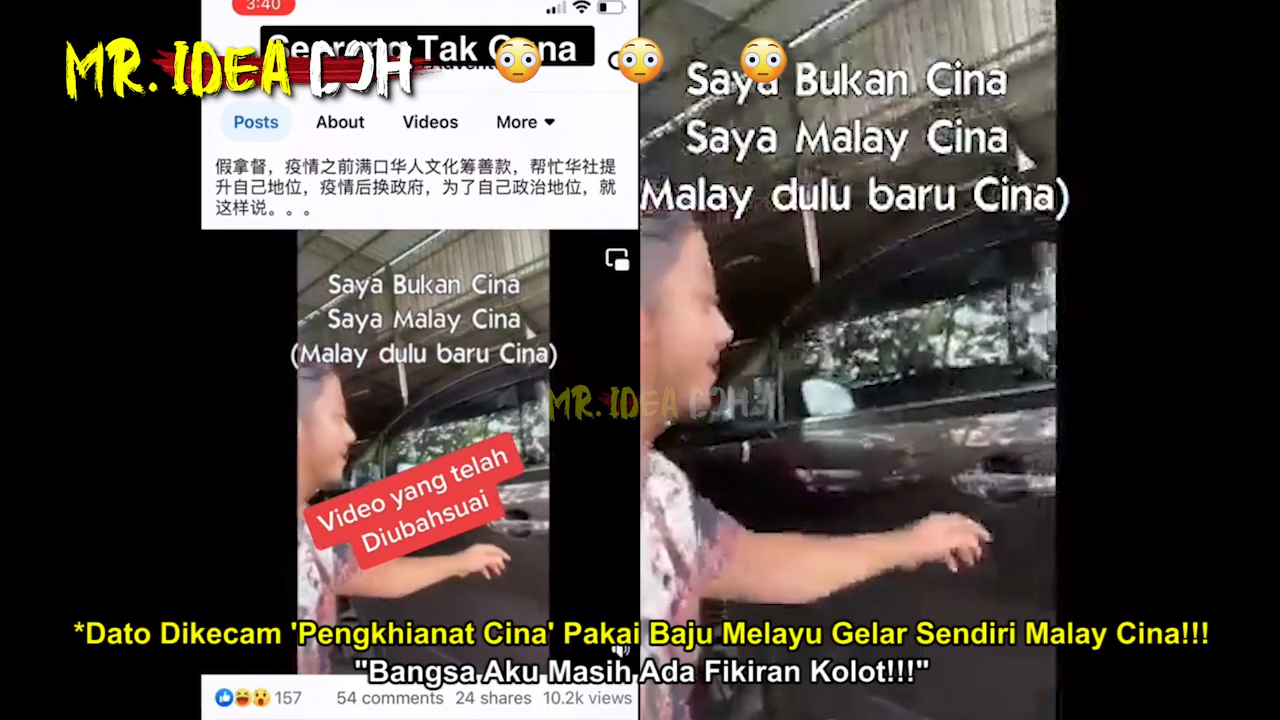 3:40
MR. IDEA
Tak
Posts
About
Videos
More
假拿督，疫情之前满口华人文化筹善款，帮忙华社提
升自己地位，疫情后换政府，为了自己政治地位，就
这样说。。。
Saya Bukan Cina
Saya Malay Cina
(Malay dulu baru Cina)
Video yang telah
Diubahsuai
Saya Bukan Cina
Saya Malay Cina
Malay dulu baru Cina)
MR. IDEA
*Dato Dikecam 'Pengkhianat Cina' Pakai Baju Melayu Gelar Sendiri Malay Cina!!!
"Bangsa Aku Masih Ada Fikiran Kolot!!!"
157
54 comments
24 shares
10.2k views